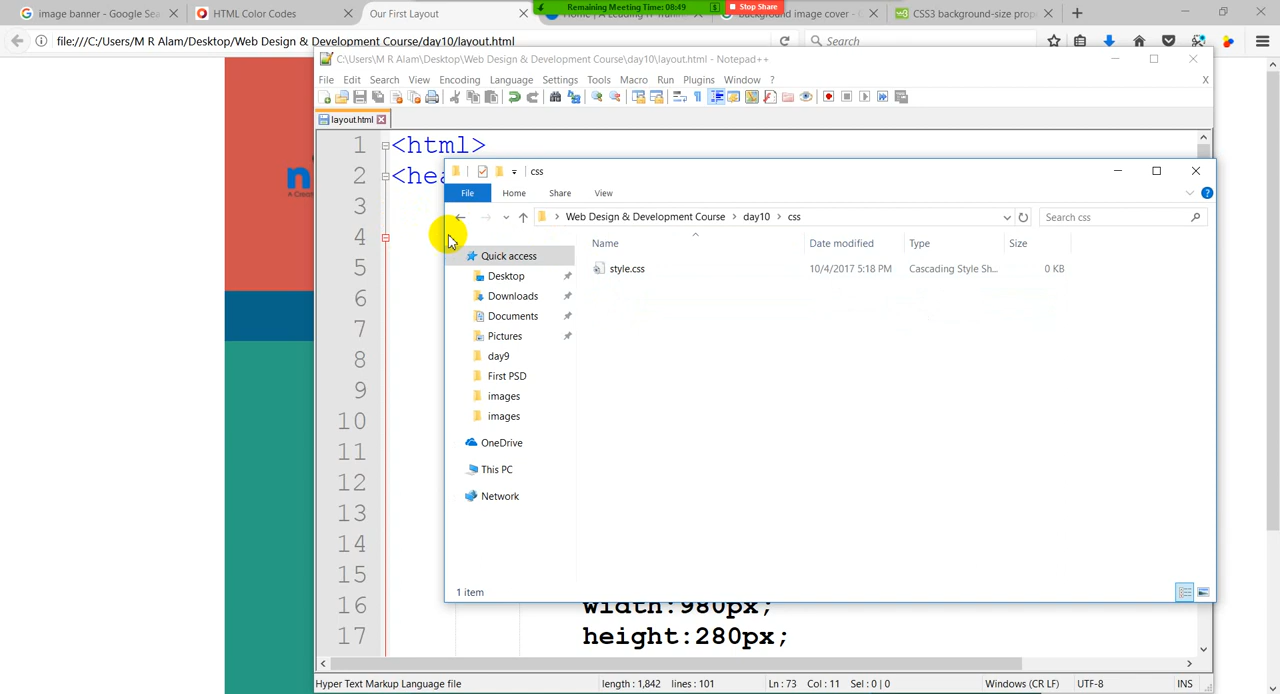 image banner - Google Sea
HTML Color Codes
Our First Layout
Remaining Meeting Time: 08:49
Stop Share
background image cover - G
CSS3 background-size prop
file:///C:/Users/M R Alam/Desktop/Web Design & Development Course/day10/layout.html
Search
C:\Users\M R Alam\Desktop\Web Design & Development Course\day10\layout.html - Notepad++
File Edit Search View Encoding Language Settings Tools Macro Run Plugins Window ?
X
layout.html
1 <html>
2 <hea
css
File Home Share View
3
Web Design & Development Course > day10 > css
Search css
4
Name Date modified Type Size
Quick access
5
style.css 10/4/2017 5:18 PM Cascading Style Sh... 0 KB
Desktop
6
Downloads
Documents
7
Pictures
8
day9
First PSD
9
images
10
images
11
OneDrive
This PC
12
Network
13
14
15
1 item
16 width:980px;
17 height:280px;
Hyper Text Markup Language file length : 1,842 lines : 101 Ln : 73 Col : 11 Sel : 0 | 0 Windows (CR LF) UTF-8 INS